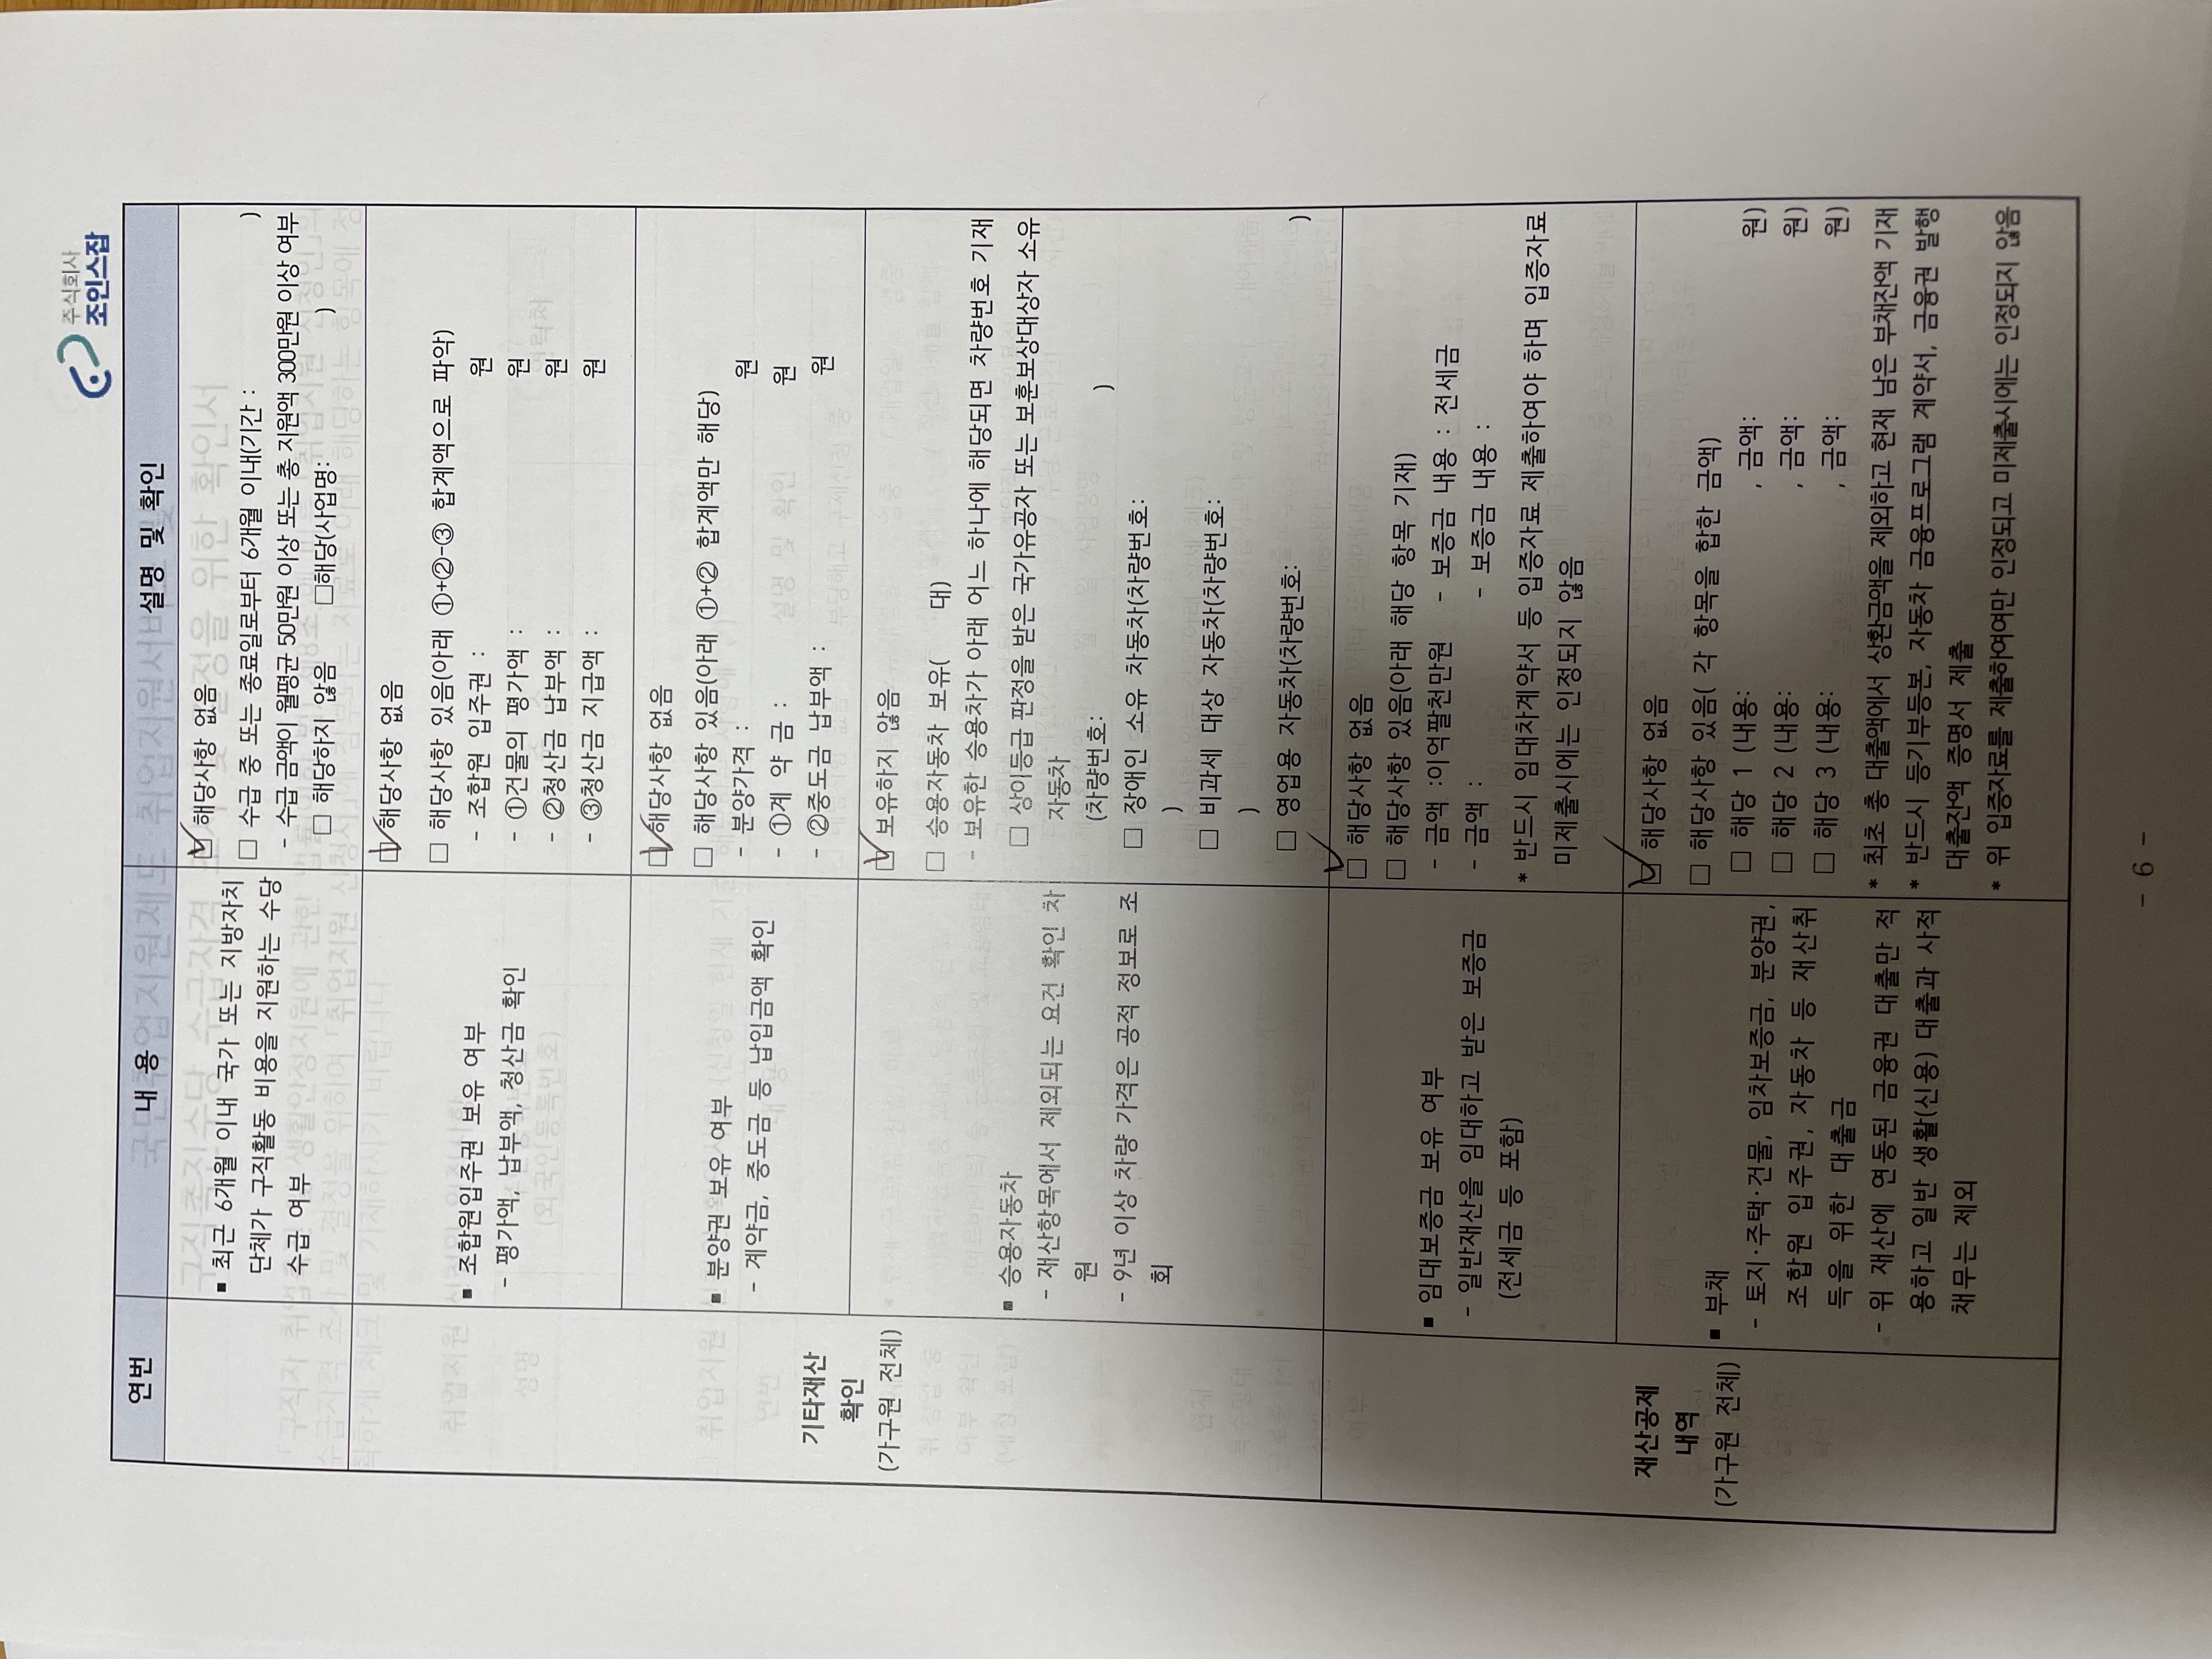 주식회사
조인스잡
연번 내 용 설명 및 확인
▪ 최근 6개월 이내 국가 또는 지방자치
단체가 구직활동 비용을 지원하는 수당
수급 여부
☑ 해당사항 없음
□ 수급 중 또는 종료일로부터 6개월 이내(기간 : )
- 수급 금액이 월평균 50만원 이상 또는 총 지원액 300만원 이상 여부
□ 해당하지 않음 □해당(사업명: )
기타재산
확인
(가구원 전체)
▪ 조합원입주권 보유 여부
- 평가액, 납부액, 청산금 확인
☑ 해당사항 없음
□ 해당사항 있음(아래 ①+②-③ 합계액으로 파악)
- 조합원 입주권 : 원
- ①건물의 평가액 : 원
- ②청산금 납부액 : 원
- ③청산금 지급액 : 원
▪ 분양권 보유 여부
- 계약금, 중도금 등 납입금액 확인
☑ 해당사항 없음
□ 해당사항 있음(아래 ①+② 합계액만 해당)
- 분양가격 : 원
- ①계 약 금 : 원
- ②중도금 납부액 : 원
▪ 승용자동차
- 재산항목에서 제외되는 요건 확인 차
원
- 9년 이상 차량 가격은 공적 정보로 조
회
☑ 보유하지 않음
□ 승용자동차 보유( 대)
- 보유한 승용차가 아래 어느 하나에 해당되면 차량번호 기재
□ 상이등급 판정을 받은 국가유공자 또는 보훈보상대상자 소유
자동차
(차량번호: )
□ 장애인 소유 차동차(차량번호:
)
□ 비과세 대상 자동차(차량번호:
)
□ 영업용 자동차(차량번호: )
재산공제
내역
(가구원 전체)
▪ 임대보증금 보유 여부
- 일반재산을 임대하고 받은 보증금
(전세금 등 포함)
☑ 해당사항 없음
□ 해당사항 있음(아래 해당 항목 기재)
- 금액 :이억팔천만원 - 보증금 내용 : 전세금
- 금액 : - 보증금 내용 :
* 반드시 임대차계약서 등 입증자료 제출하여야 하며 입증자료
미제출시에는 인정되지 않음
▪ 부채
- 토지·주택·건물, 임차보증금, 분양권,
조합원 입주권, 자동차 등 재산취
득을 위한 대출금
- 위 재산에 연동된 금융권 대출만 적
용하고 일반 생활(신용) 대출과 사적
채무는 제외
☑ 해당사항 없음
□ 해당사항 있음( 각 항목을 합한 금액)
□ 해당 1 (내용: , 금액: 원)
□ 해당 2 (내용: , 금액: 원)
□ 해당 3 (내용: , 금액: 원)
* 최초 총 대출액에서 상환금액을 제외하고 현재 남은 부채잔액 기재
* 반드시 등기부등본, 자동차 금융프로그램 계약서, 금융권 발행
대출잔액 증명서 제출
* 위 입증자료를 제출하여여만 인정되고 미제출시에는 인정되지 않음
- 6 -